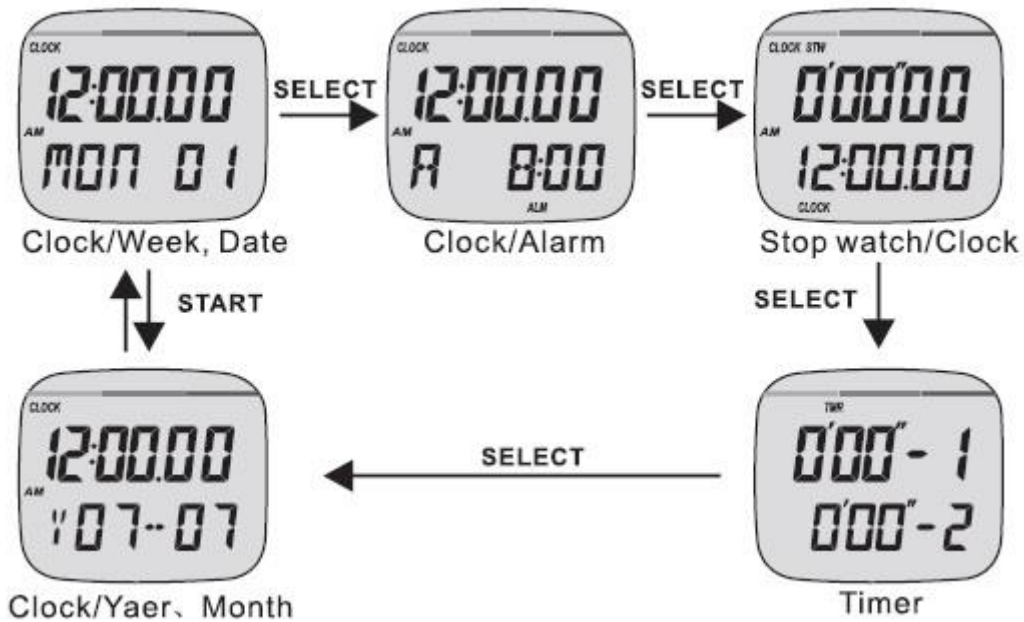 CLOCK
12:00.00
AM
MON 01
Clock/Week, Date
SELECT
CLOCK
12:00.00
AM
A 8:00
ALM
Clock/Alarm
SELECT
CLOCK STW
0'00"00
AM
12:00.00
CLOCK
Stop watch/Clock
START
SELECT
CLOCK
12:00.00
AM
Y07--07
Clock/Yaer、Month
SELECT
TMR
0'00"-1
0'00"-2
Timer